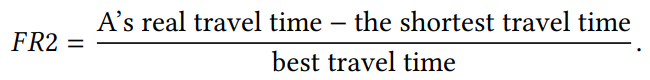 FR2 = A's real travel time – the shortest travel time / best travel time .